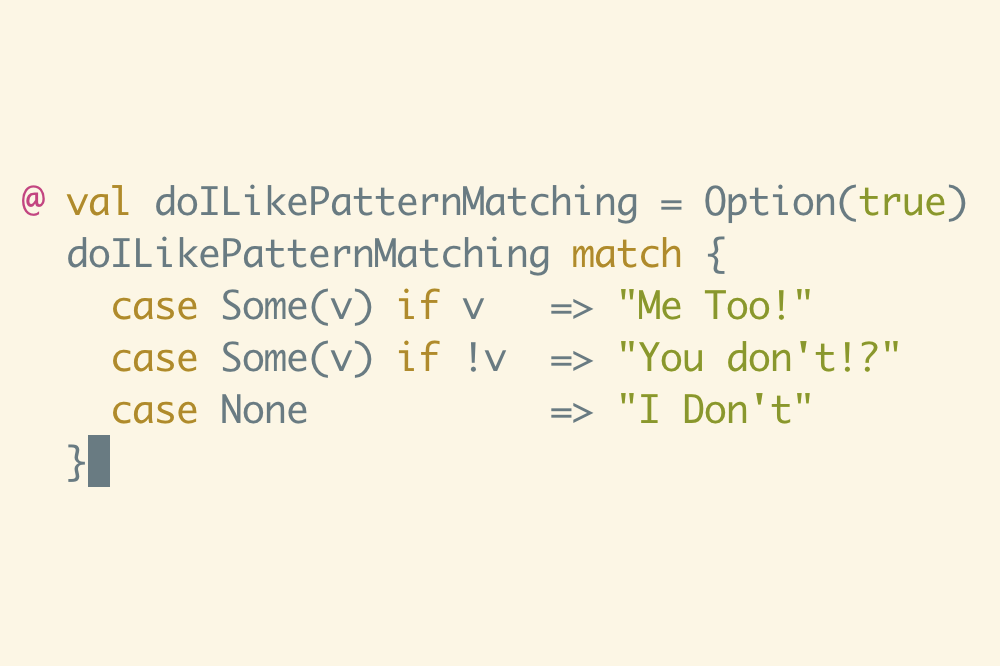 @ val doILikePatternMatching = Option(true)
  doILikePatternMatching match {
    case Some(v) if v   => "Me Too!"
    case Some(v) if !v  => "You don't!?"
    case None           => "I Don't"
  }